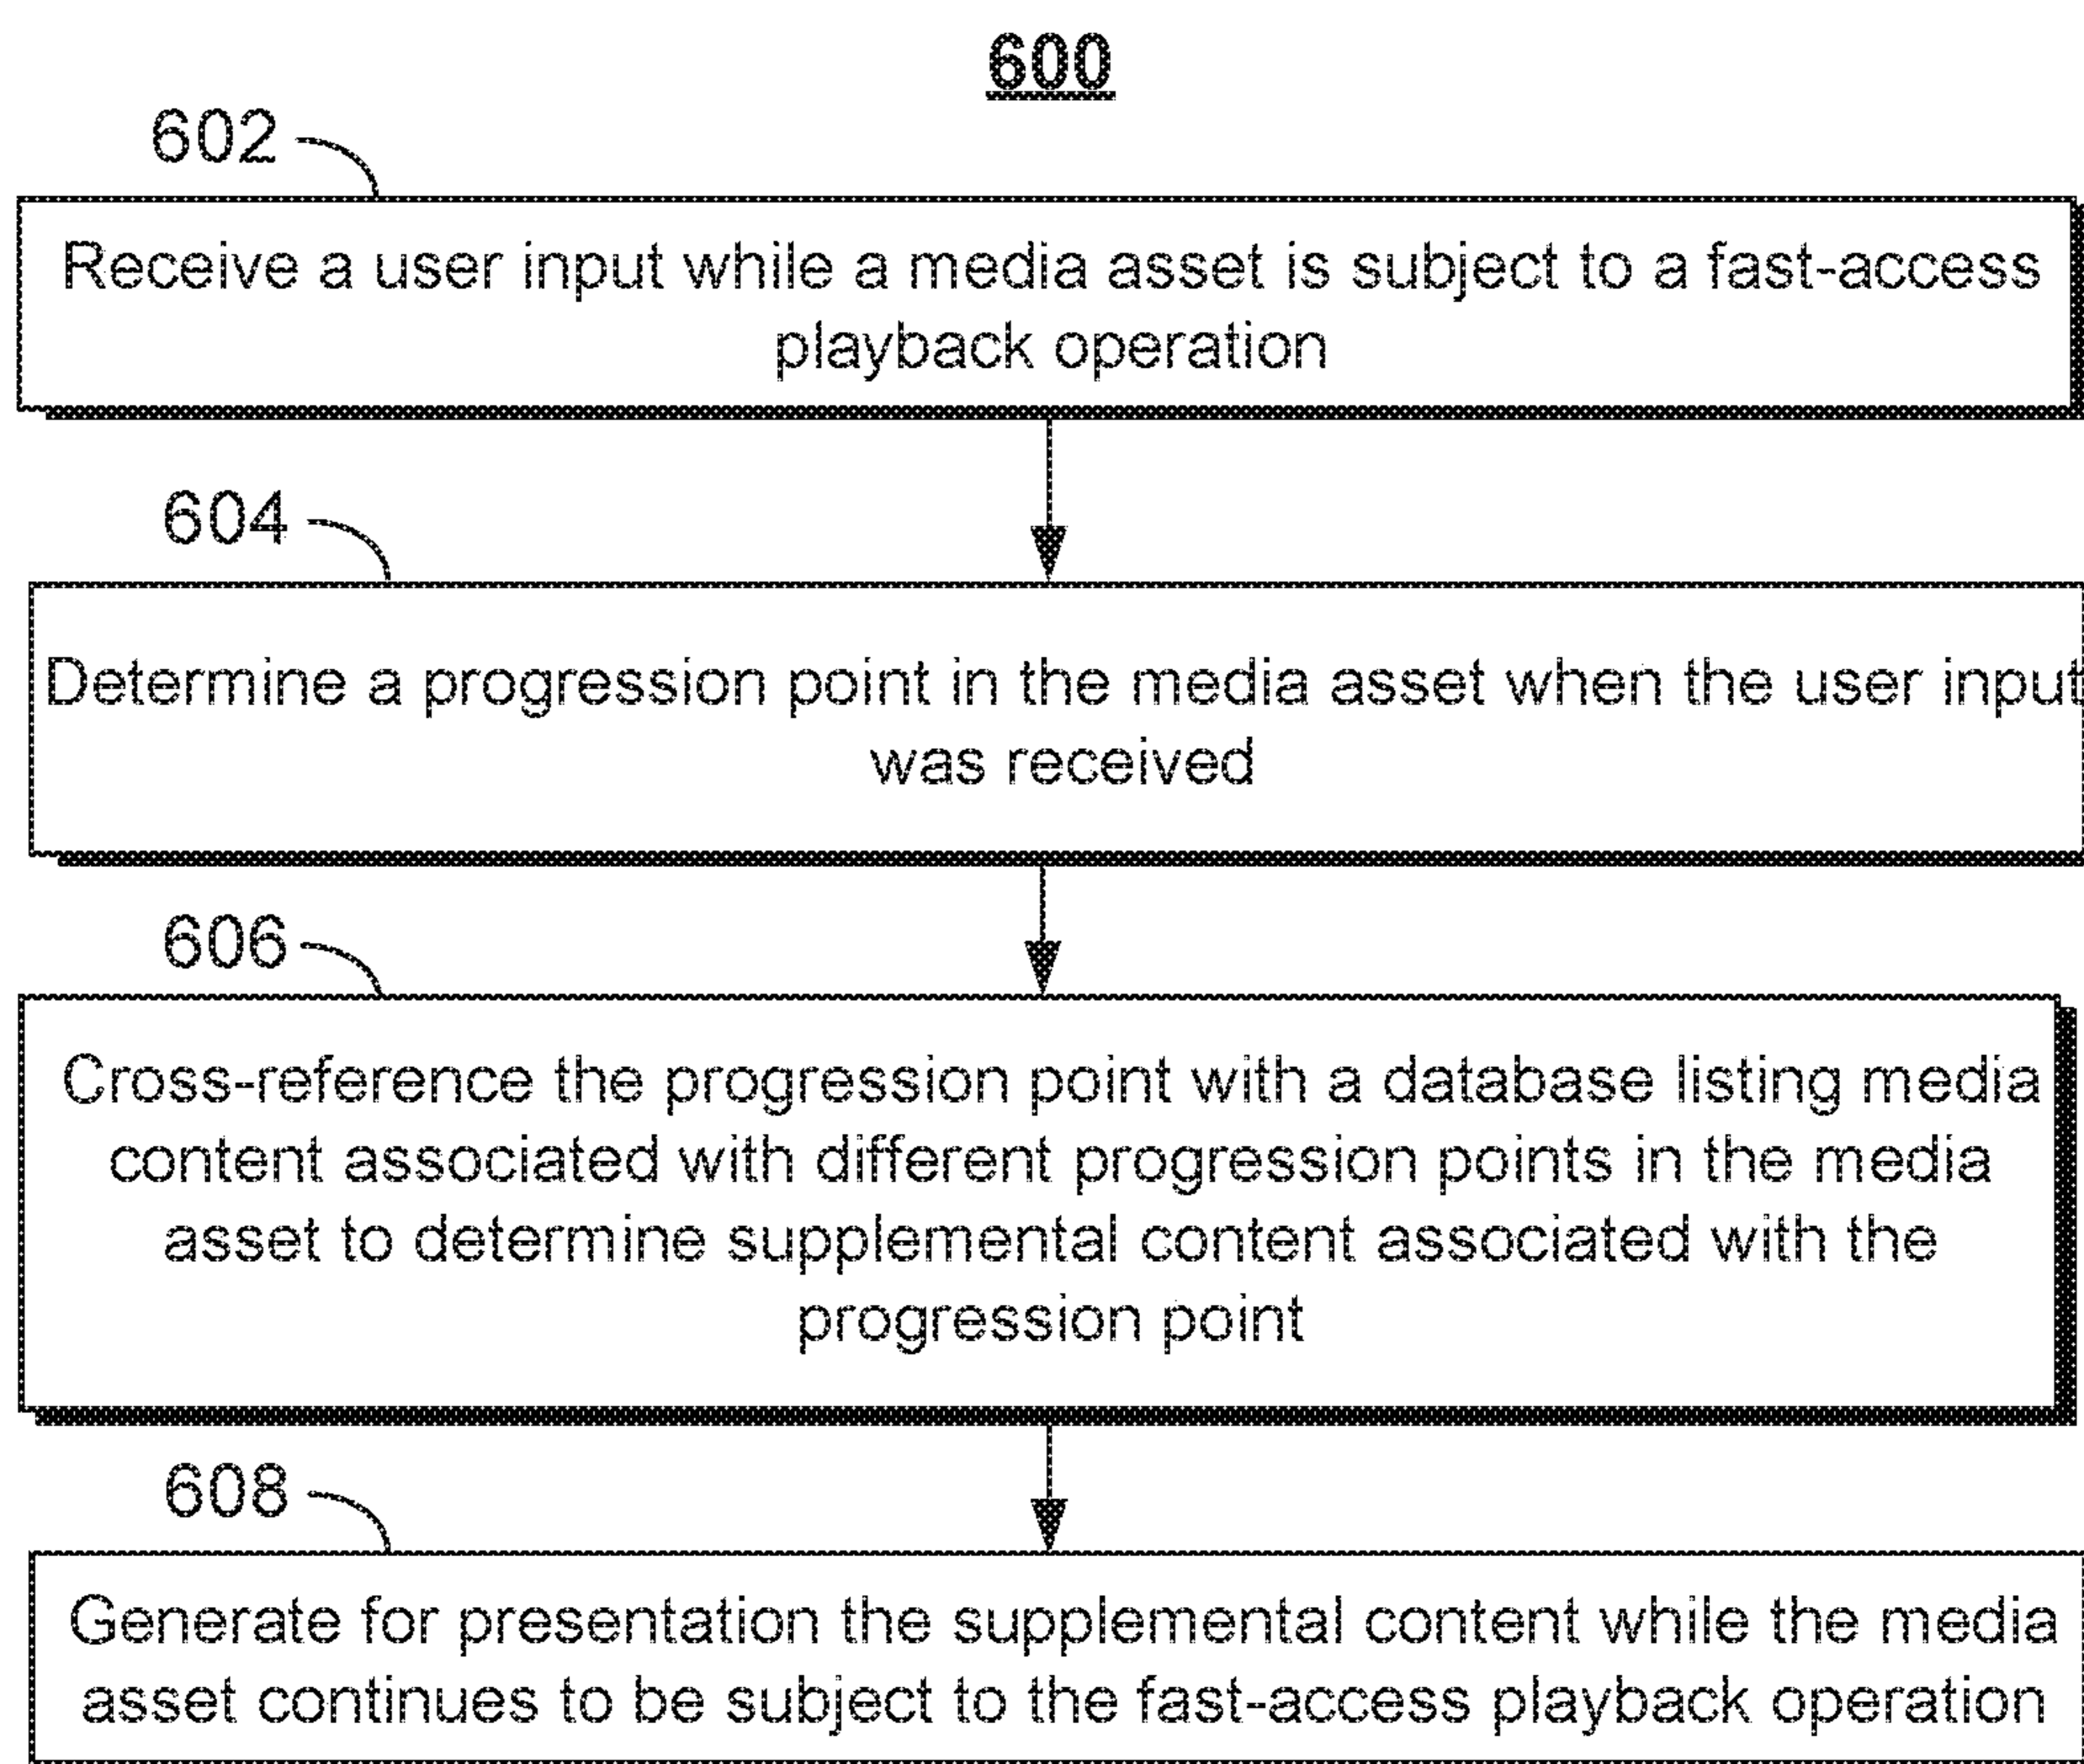 600
602
Receive a user input while a media asset is subject to a fast-access
playback operation
604
Determine a progression point in the media asset when the user input
was received
606
Cross-reference the progression point with a database listing media
content associated with different progression points in the media
asset to determine supplemental content associated with the
progression point
608
Generate for presentation the supplemental content while the media
asset continues to be subject to the fast-access playback operation